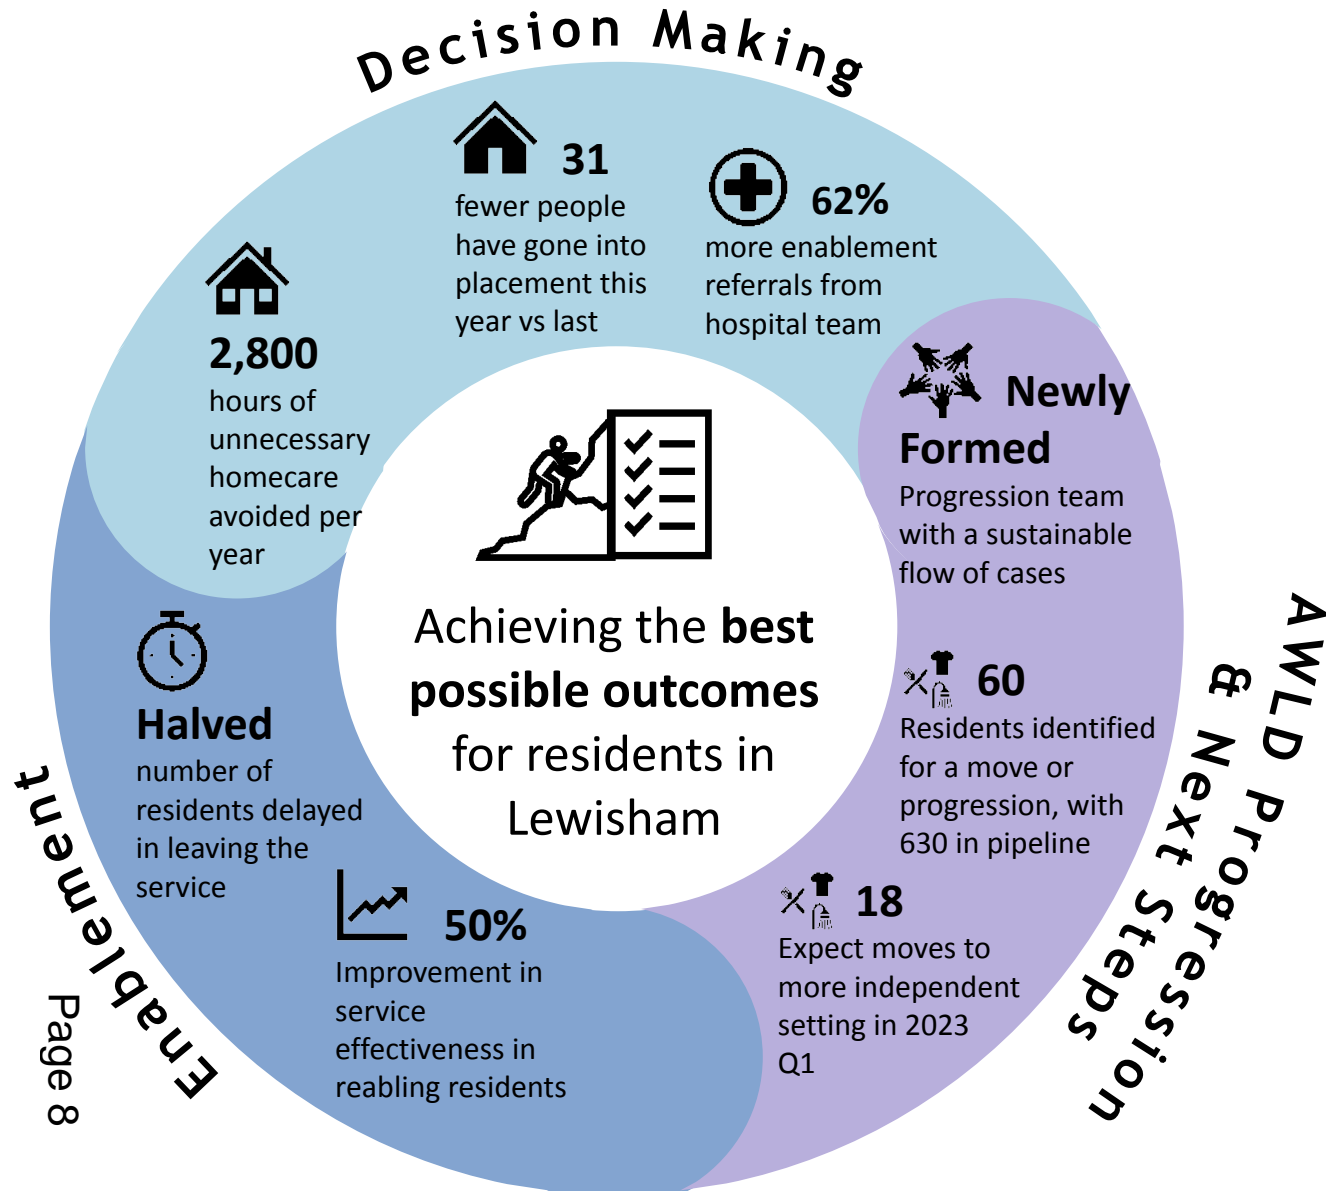 Decision Making
31
fewer people
have gone into
placement this
year vs last
62%
more enablement
referrals from
hospital team
2,800
hours of
unnecessary
homecare
avoided per
year
Newly
Formed
Progression team
with a sustainable
flow of cases
Achieving the best
possible outcomes
for residents in
Lewisham
60
Residents identified
for a move or
progression, with
630 in pipeline
18
Expect moves to
more independent
setting in 2023
Q1
AWLD Progression
& Next Steps
Halved
number of
residents delayed
in leaving the
service
50%
Improvement in
service
effectiveness in
reabling residents
Enablement
Page 8